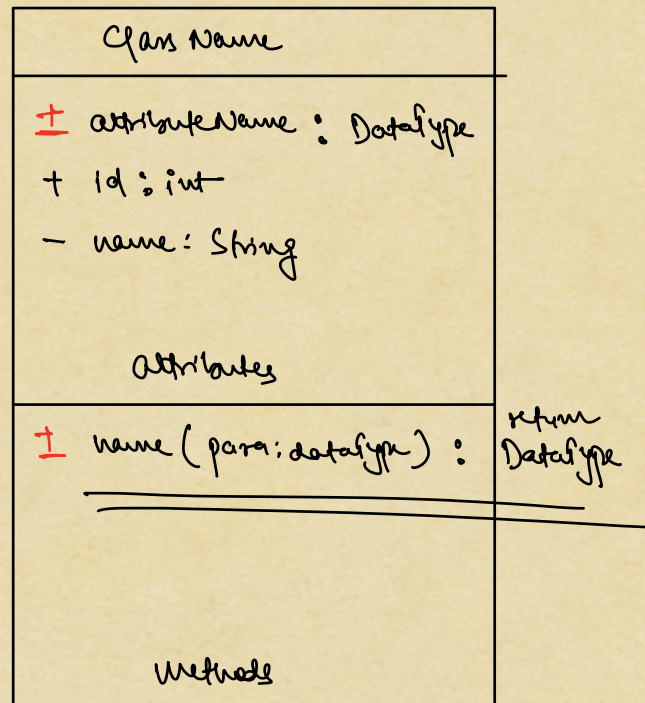 Class Name
± attributeName : DataType
+ id : int
- name : String
attributes
± name ( para : dataType ) : return DataType
Methods